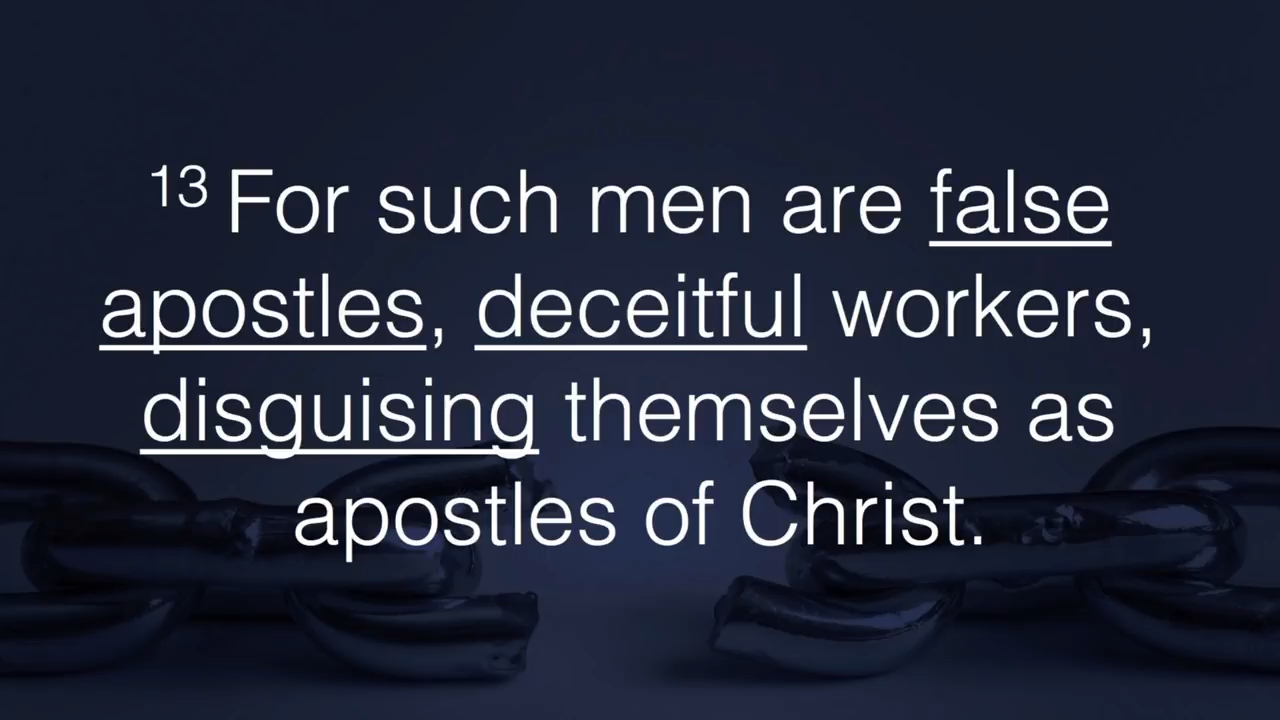 13 For such men are false
apostles, deceitful workers,
disguising themselves as
apostles of Christ.